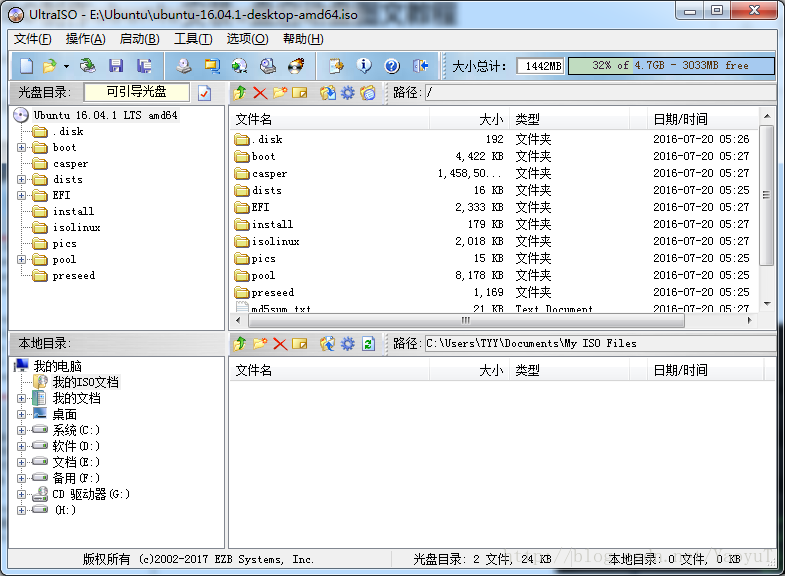 UltraISO - E:\Ubuntu\ubuntu-16.04.1-desktop-amd64.iso
文件(F) 操作(A) 启动(B) 工具(T) 选项(O) 帮助(H)
大小总计: 1442MB 32% of 4.7GB - 3033MB free
光盘目录: 可引导光盘 路径: /
Ubuntu 16.04.1 LTS amd64
.disk
boot
casper
dists
EFI
install
isolinux
pics
pool
preseed
文件名 大小 类型 日期/时间
.disk 192 文件夹 2016-07-20 05:26
boot 4,422 KB 文件夹 2016-07-20 05:27
casper 1,458,50... 文件夹 2016-07-20 05:27
dists 16 KB 文件夹 2016-07-20 05:25
EFI 2,333 KB 文件夹 2016-07-20 05:27
install 179 KB 文件夹 2016-07-20 05:27
isolinux 2,018 KB 文件夹 2016-07-20 05:27
pics 15 KB 文件夹 2016-07-20 05:25
pool 8,178 KB 文件夹 2016-07-20 05:25
preseed 1,169 文件夹 2016-07-20 05:25
md5sum.txt 21 KB Text Document 2016-07-20 05:27
本地目录: 路径: C:\Users\TYY\Documents\My ISO Files
我的电脑
我的ISO文档
我的文档
桌面
系统(C:)
软件(D:)
文档(E:)
备用(F:)
CD 驱动器(G:)
(H:)
文件名 大小 类型 日期/时间
版权所有 (c)2002-2017 EZB Systems, Inc. 光盘目录: 2 文件, 24 KB 本地目录: 0 文件, 0 KB